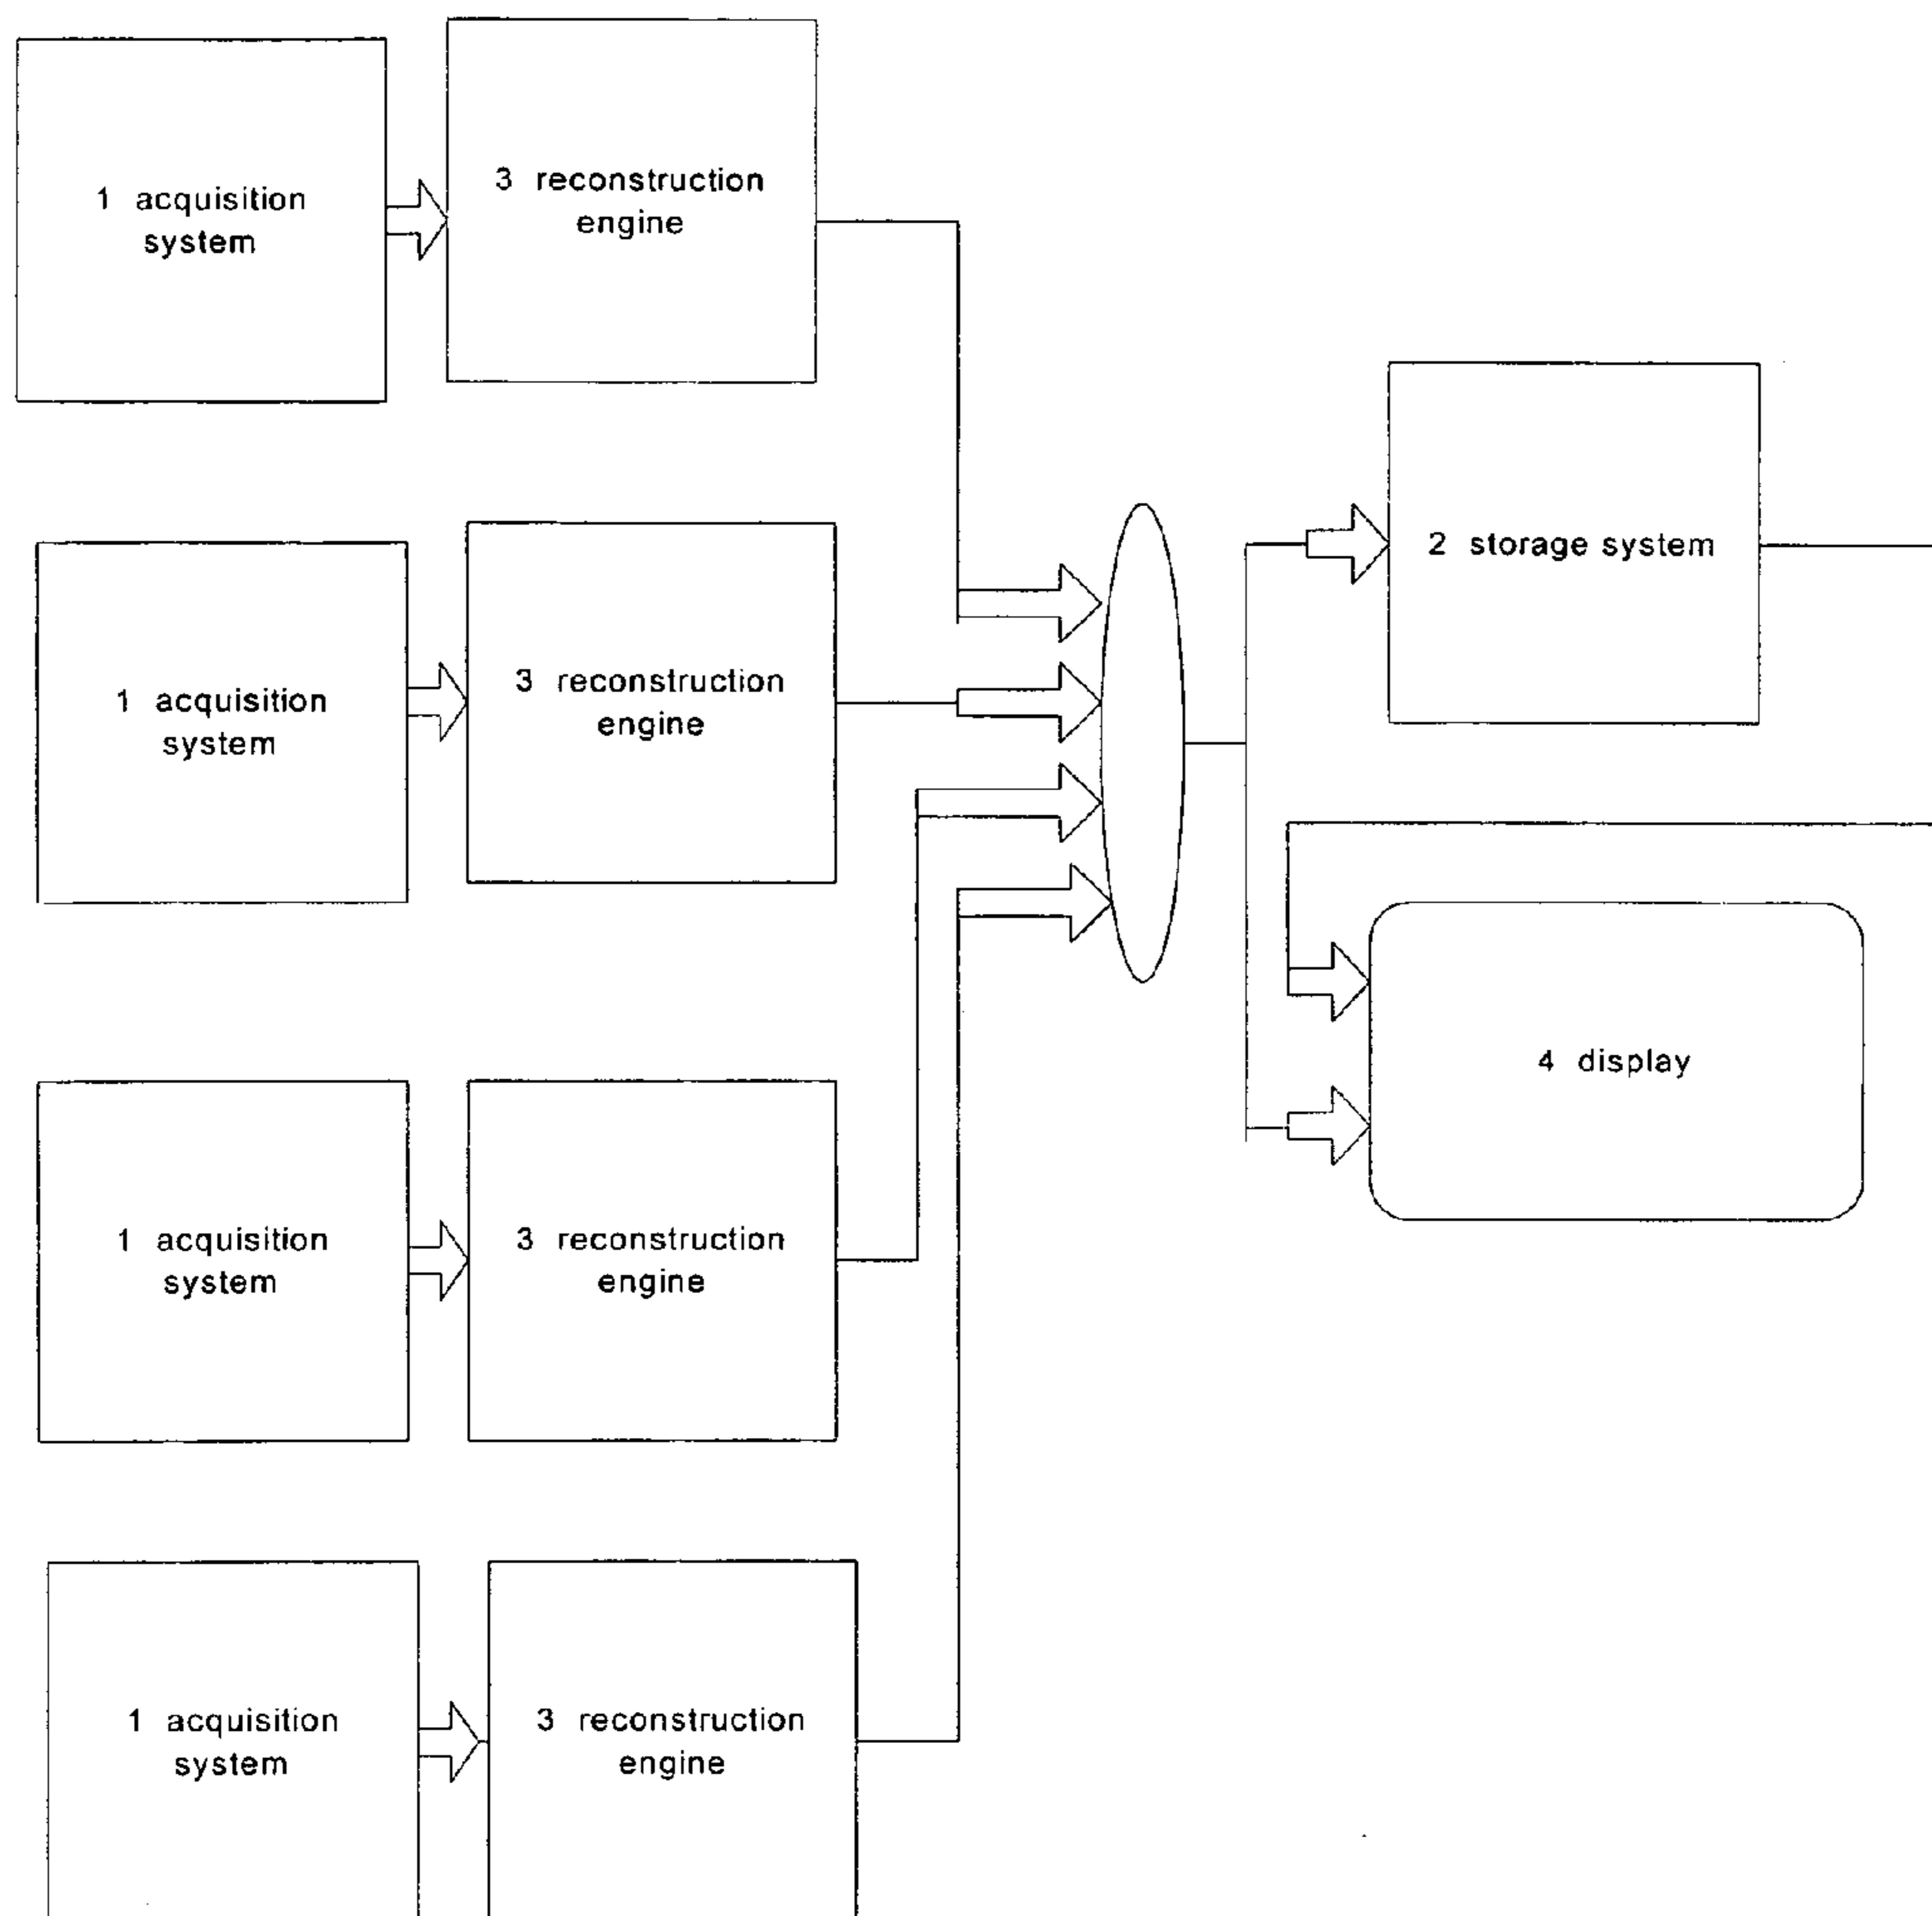 1 acquisition
system
3 reconstruction
engine
2 storage system
1 acquisition
system
3 reconstruction
engine
4 display
1 acquisition
system
3 reconstruction
engine
1 acquisition
system
3 reconstruction
engine